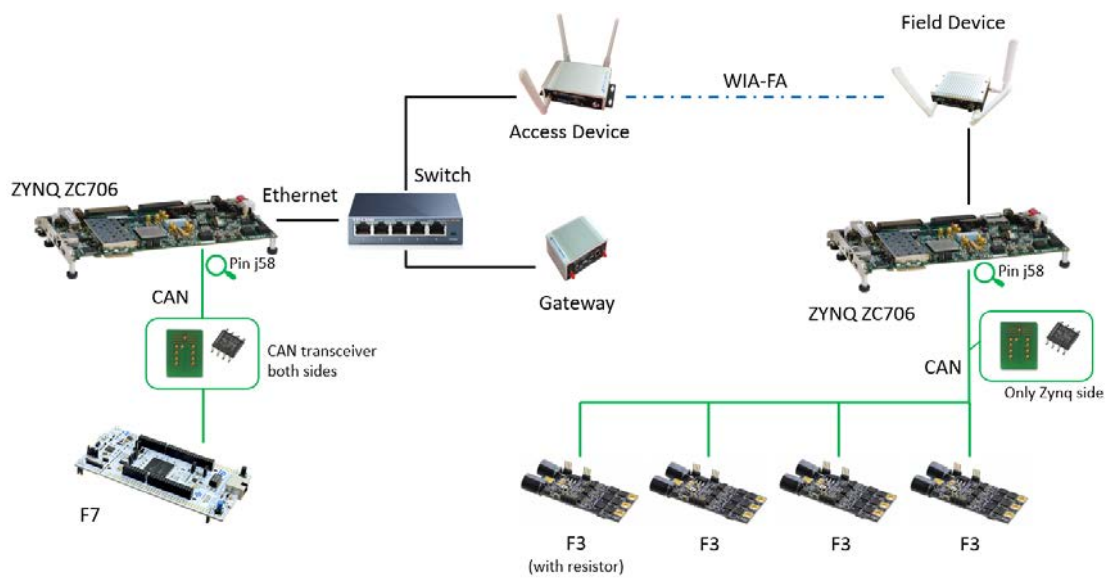 Field Device
WIA-FA
Access Device
Switch
ZYNQ ZC706
Ethernet
Pin j58
Gateway
Pin j58
ZYNQ ZC706
CAN
CAN transceiver
both sides
CAN
Only Zynq side
F7
F3
(with resistor)
F3
F3
F3